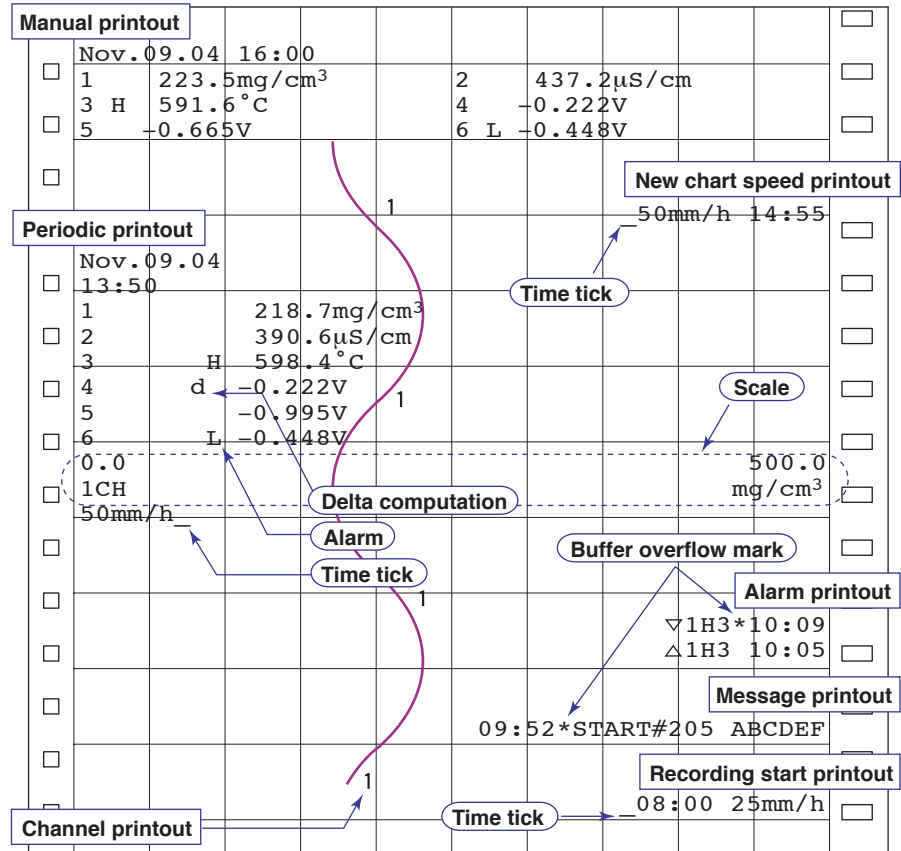 Manual printout
Nov.09.04 16:00
1 223.5mg/cm³ 2 437.2µS/cm
3 H 591.6°C 4 -0.222V
5 -0.665V 6 L -0.448V
New chart speed printout
1
_50mm/h 14:55
Periodic printout
Nov.09.04
13:50
Time tick
1 218.7mg/cm³
2 390.6µS/cm
3 H 598.4°C
4 d -0.222V
Scale
1
5 -0.995V
6 L -0.448V
0.0 500.0
1CH mg/cm³
Delta computation
50mm/h_
Alarm
Buffer overflow mark
Time tick
Alarm printout
1
▽1H3*10:09
△1H3 10:05
Message printout
09:52*START#205 ABCDEF
Recording start printout
1
_08:00 25mm/h
Time tick
Channel printout